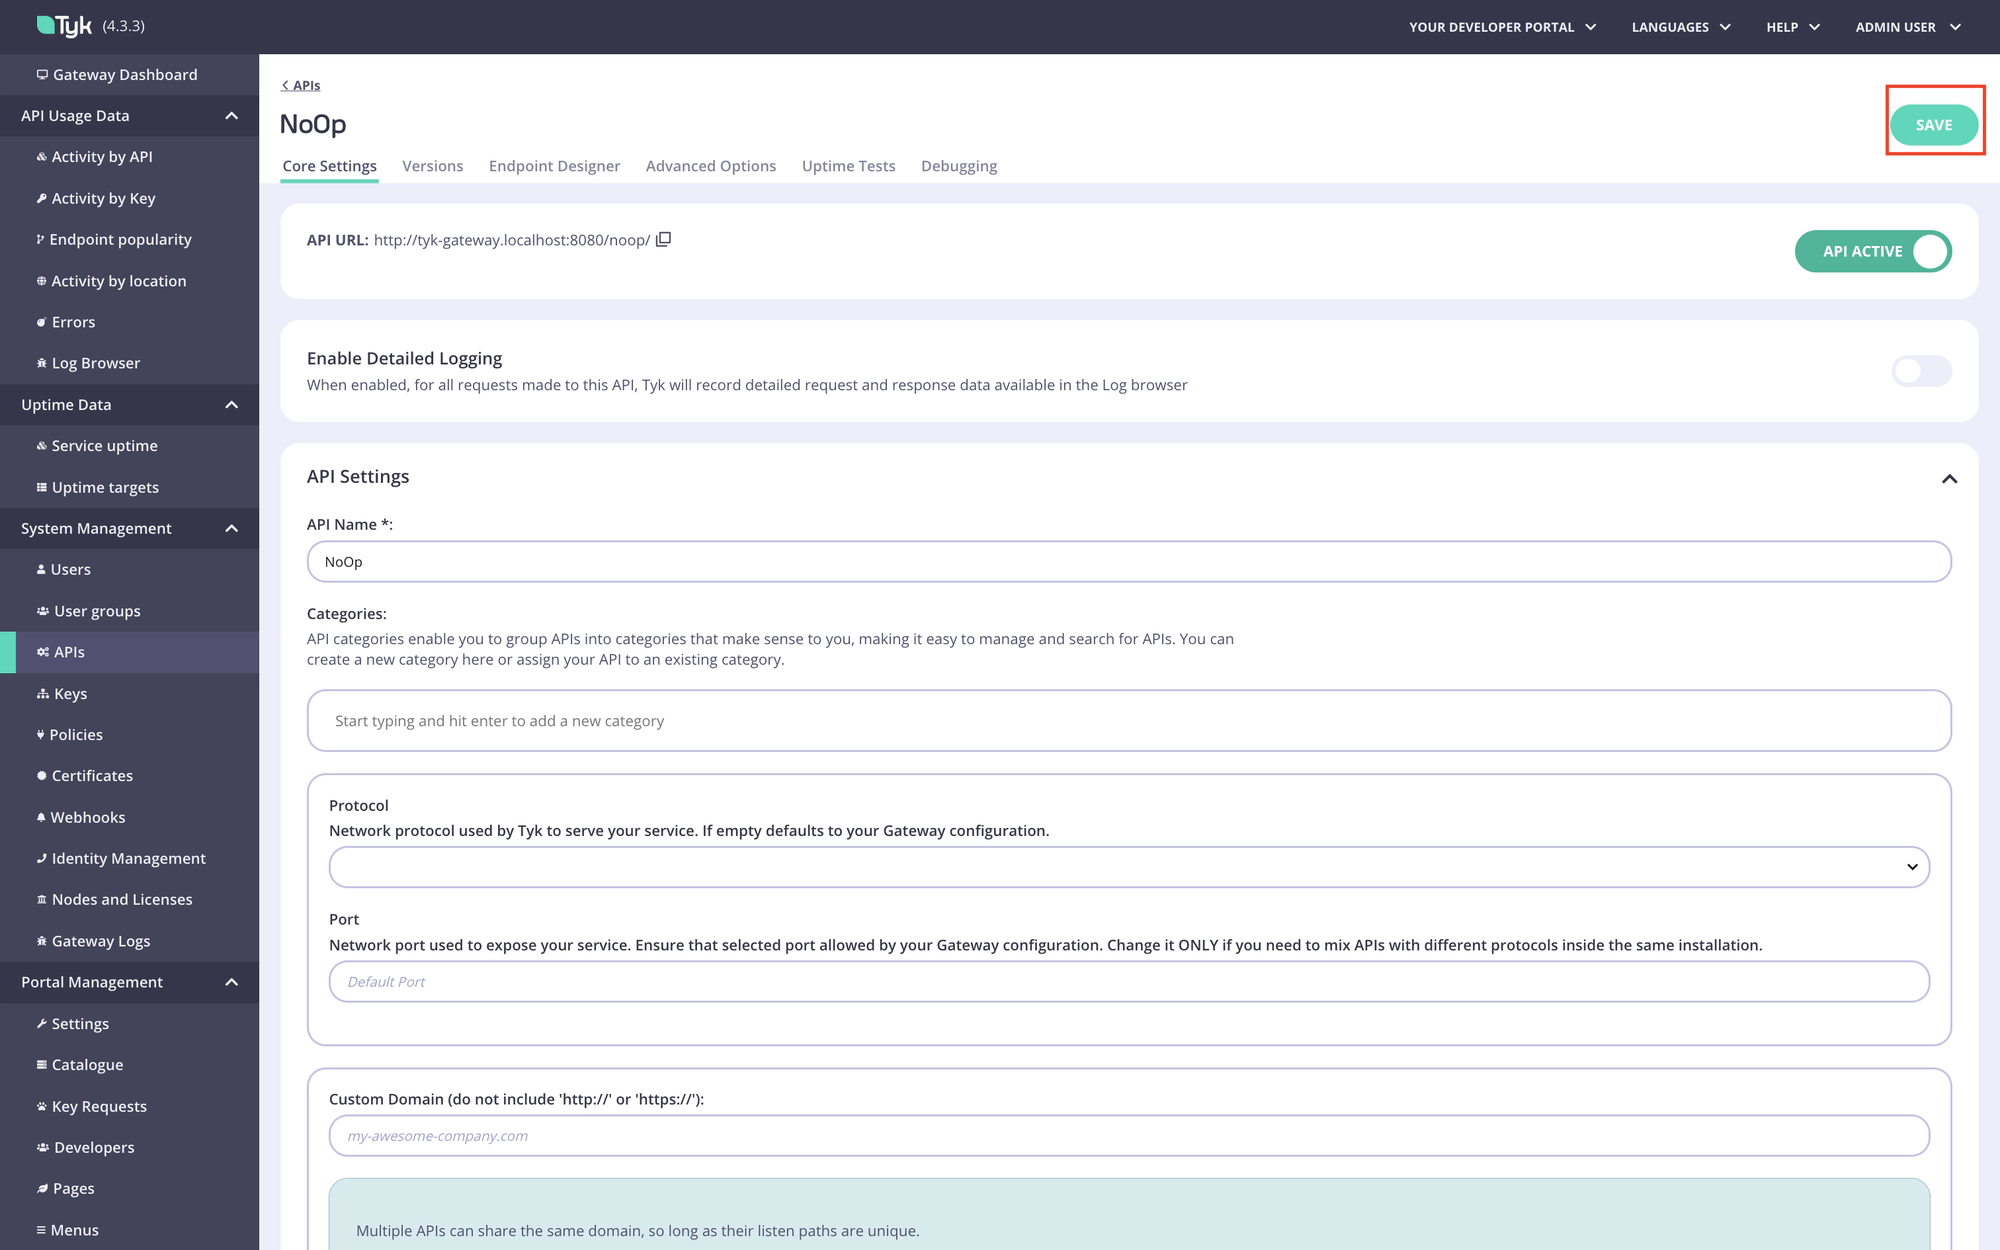 Tyk (4.3.3)
YOUR DEVELOPER PORTAL
LANGUAGES
HELP
ADMIN USER
Gateway Dashboard
API Usage Data
Activity by API
Activity by Key
Endpoint popularity
Activity by location
Errors
Log Browser
Uptime Data
Service uptime
Uptime targets
System Management
Users
User groups
APIs
Keys
Policies
Certificates
Webhooks
Identity Management
Nodes and Licenses
Gateway Logs
Portal Management
Settings
Catalogue
Key Requests
Developers
Pages
Menus
< APIs
NoOp
SAVE
Core Settings
Versions
Endpoint Designer
Advanced Options
Uptime Tests
Debugging
API URL: http://tyk-gateway.localhost:8080/noop/
API ACTIVE
Enable Detailed Logging
When enabled, for all requests made to this API, Tyk will record detailed request and response data available in the Log browser
API Settings
API Name *:
NoOp
Categories:
API categories enable you to group APIs into categories that make sense to you, making it easy to manage and search for APIs. You can
create a new category here or assign your API to an existing category.
Start typing and hit enter to add a new category
Protocol
Network protocol used by Tyk to serve your service. If empty defaults to your Gateway configuration.
Port
Network port used to expose your service. Ensure that selected port allowed by your Gateway configuration. Change it ONLY if you need to mix APIs with different protocols inside the same installation.
Default Port
Custom Domain (do not include 'http://' or 'https://'):
my-awesome-company.com
Multiple APIs can share the same domain, so long as their listen paths are unique.